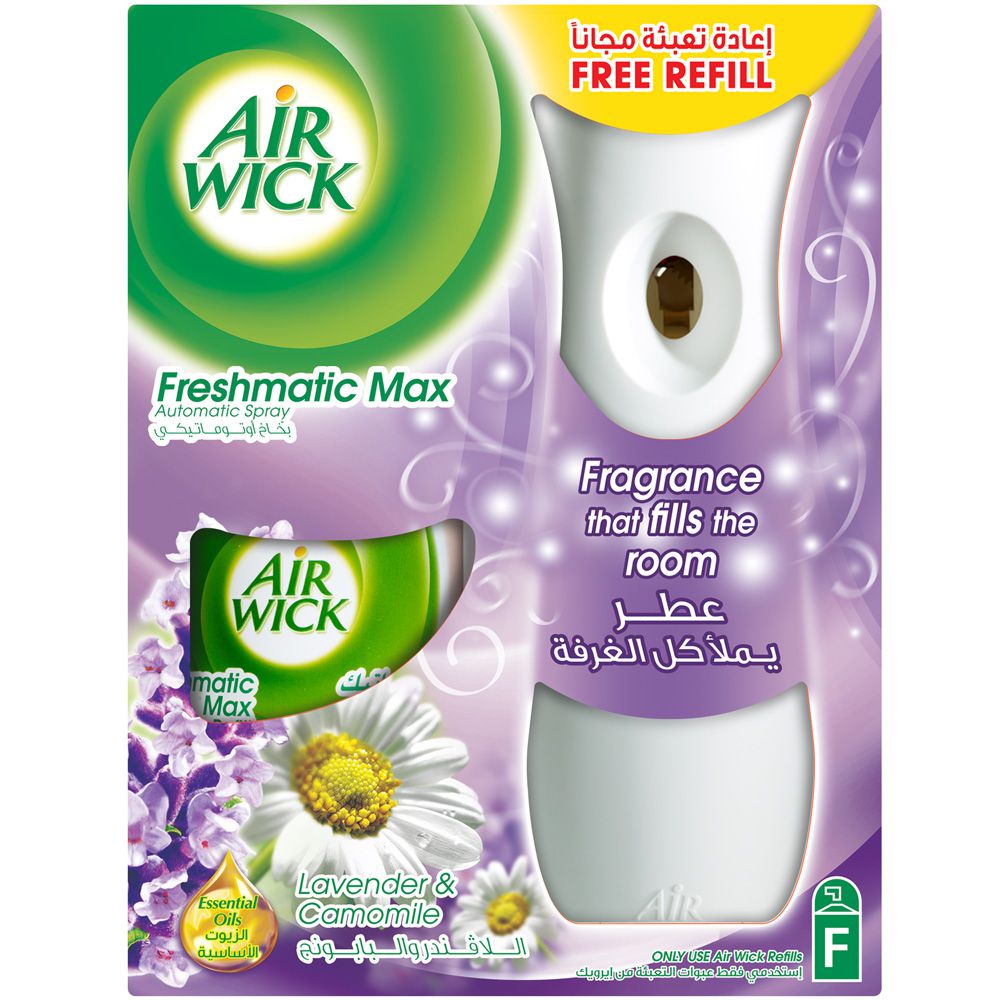 إعادة تعبئة مجاناً
FREE REFILL
AIR
WICK
Freshmatic Max
Automatic Spray
بخاخ أوتوماتيكي
Fragrance
that fills the
room
عطر
يملأ كل الغرفة
AIR
WICK
matic
Max
Essential
Oils
الزيوت
الأساسية
Lavender &
Camomile
اللافندر والبابونج
AIR
ONLY USE Air Wick Refills
إستخدمي فقط عبوات التعبئة من إيرويك
F